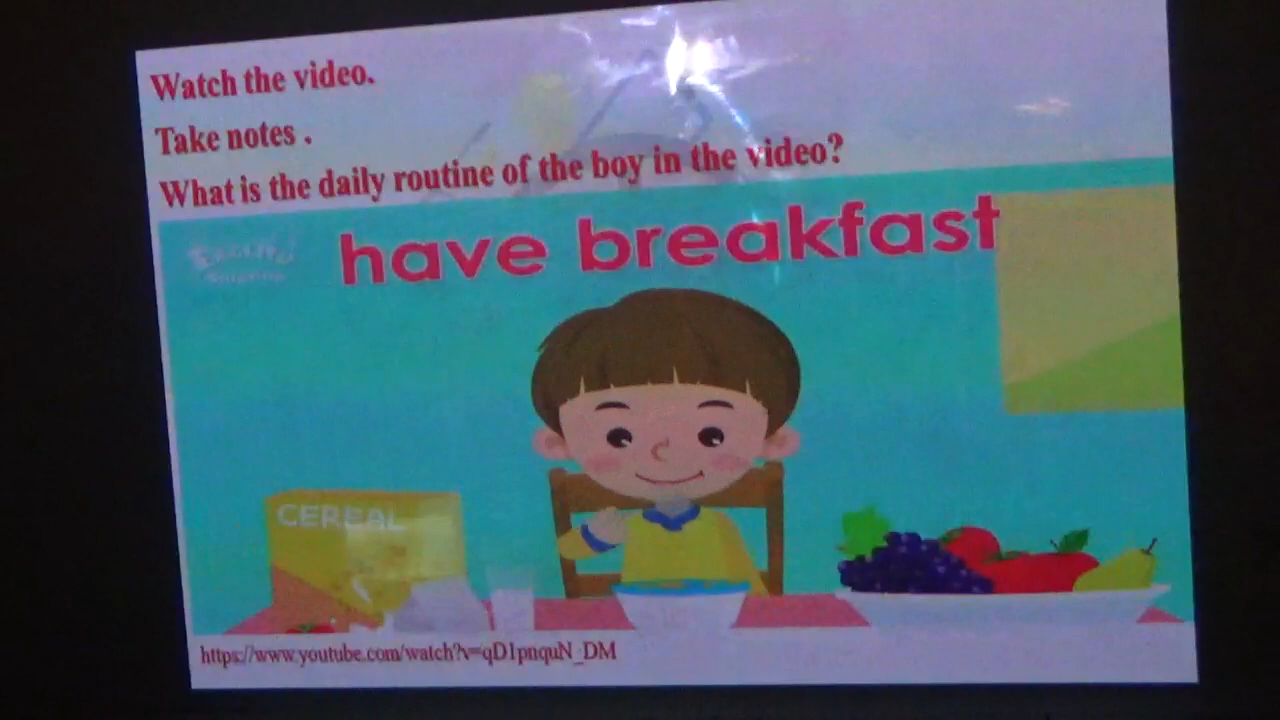 Watch the video.
Take notes .
What is the daily routine of the boy in the video?
have breakfast
CEREAL
https://www.youtube.com/watch?v=qD1pnquN_DM